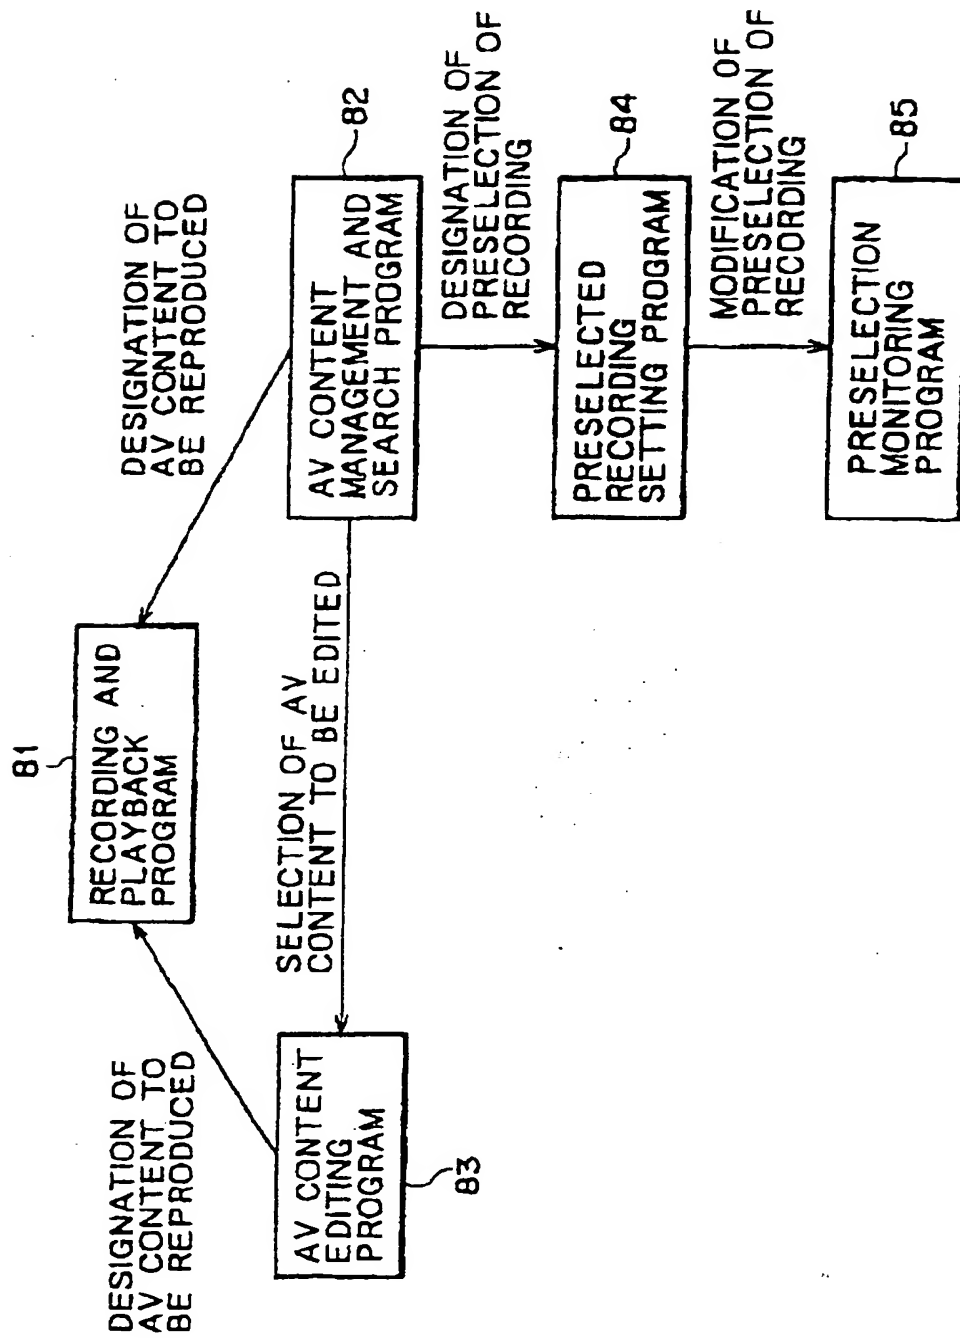 81
RECORDING AND
PLAYBACK
PROGRAM
DESIGNATION OF
AV CONTENT TO
BE REPRODUCED
DESIGNATION OF
AV CONTENT TO
BE REPRODUCED
AV CONTENT
EDITING
PROGRAM
83
SELECTION OF AV
CONTENT TO BE EDITED
AV CONTENT
MANAGEMENT AND
SEARCH PROGRAM
82
DESIGNATION OF
PRESELECTION OF
RECORDING
PRESELECTED
RECORDING
SETTING PROGRAM
84
MODIFICATION OF
PRESELECTION OF
RECORDING
PRESELECTION
MONITORING
PROGRAM
85